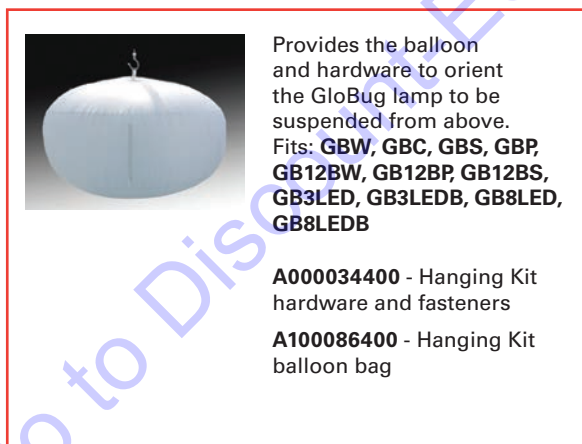 Provides the balloon
and hardware to orient
the GloBug lamp to be
suspended from above.
Fits: GBW, GBC, GBS, GBP,
GB12BW, GB12BP, GB12BS,
GB3LED, GB3LEDB, GB8LED,
GB8LEDB
A000034400 - Hanging Kit
hardware and fasteners
A100086400 - Hanging Kit
balloon bag
o to Discount-E